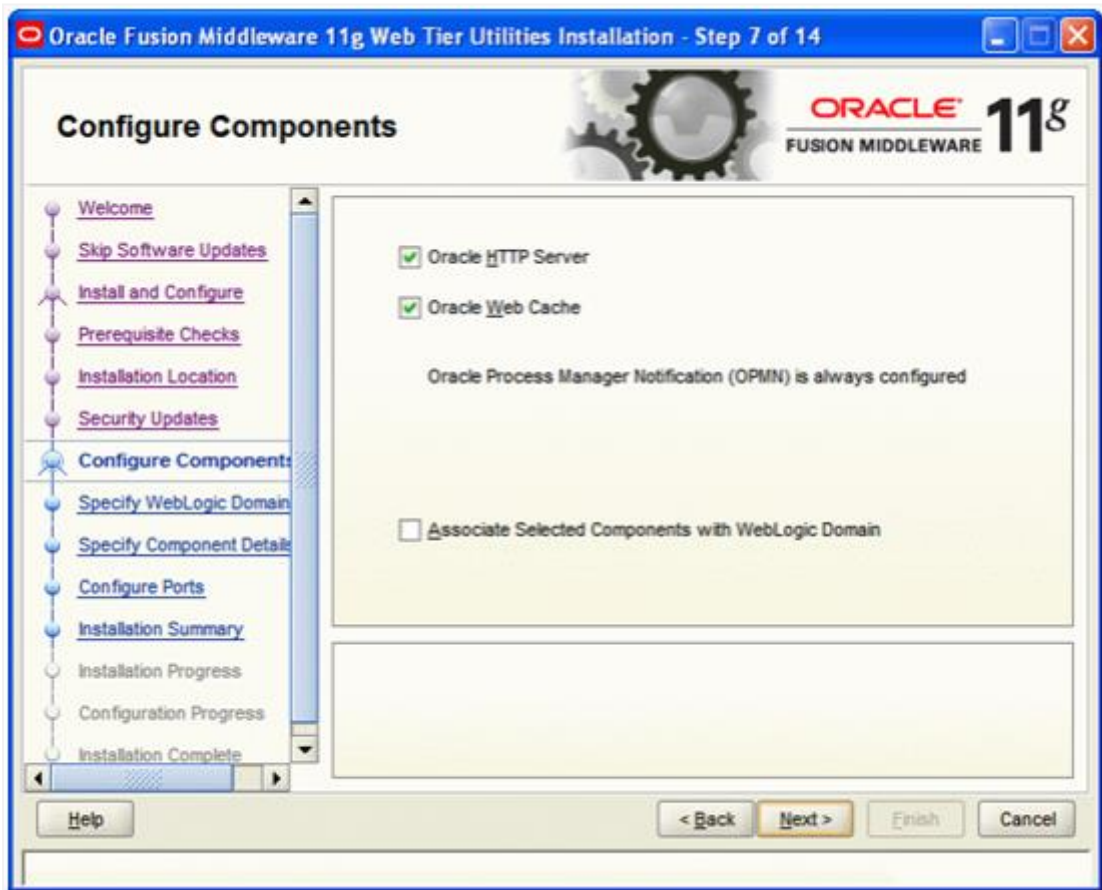 Oracle Fusion Middleware 11g Web Tier Utilities Installation - Step 7 of 14
Configure Components
ORACLE
FUSION MIDDLEWARE
11g
Welcome
Skip Software Updates
Install and Configure
Prerequisite Checks
Installation Location
Security Updates
Configure Components
Specify WebLogic Domain
Specify Component Details
Configure Ports
Installation Summary
Installation Progress
Configuration Progress
Installation Complete
Oracle HTTP Server
Oracle Web Cache
Oracle Process Manager Notification (OPMN) is always configured
Associate Selected Components with WebLogic Domain
Help
< Back
Next >
Finish
Cancel